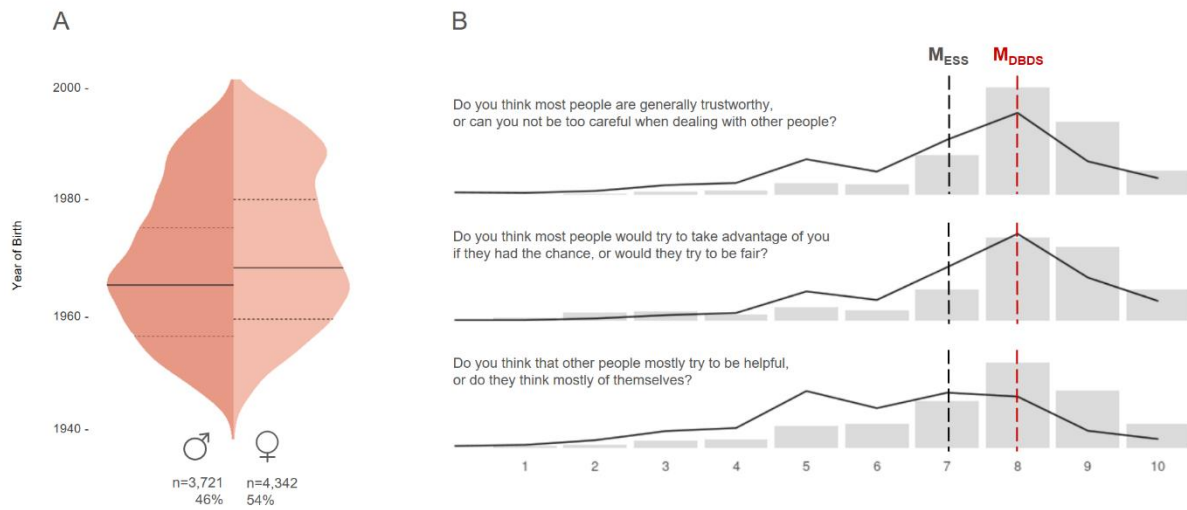 A
2000 -
1980 -
1960 -
1940 -
Year of Birth
♂ ♀
n=3,721 n=4,342
46% 54%
B
M_ESS M_DBDS
Do you think most people are generally trustworthy,
or can you not be too careful when dealing with other people?
Do you think most people would try to take advantage of you
if they had the chance, or would they try to be fair?
Do you think that other people mostly try to be helpful,
or do they think mostly of themselves?
1 2 3 4 5 6 7 8 9 10